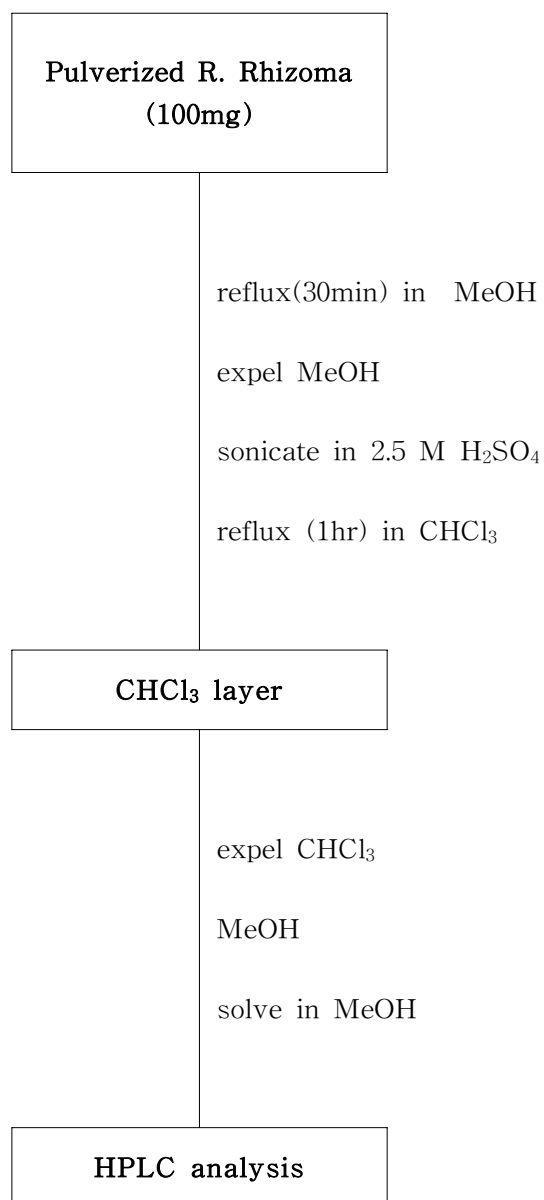 Pulverized R. Rhizoma
(100mg)
reflux(30min) in MeOH
expel MeOH
sonicate in 2.5 M H₂SO₄
reflux (1hr) in CHCl₃
CHCl₃ layer
expel CHCl₃
MeOH
solve in MeOH
HPLC analysis